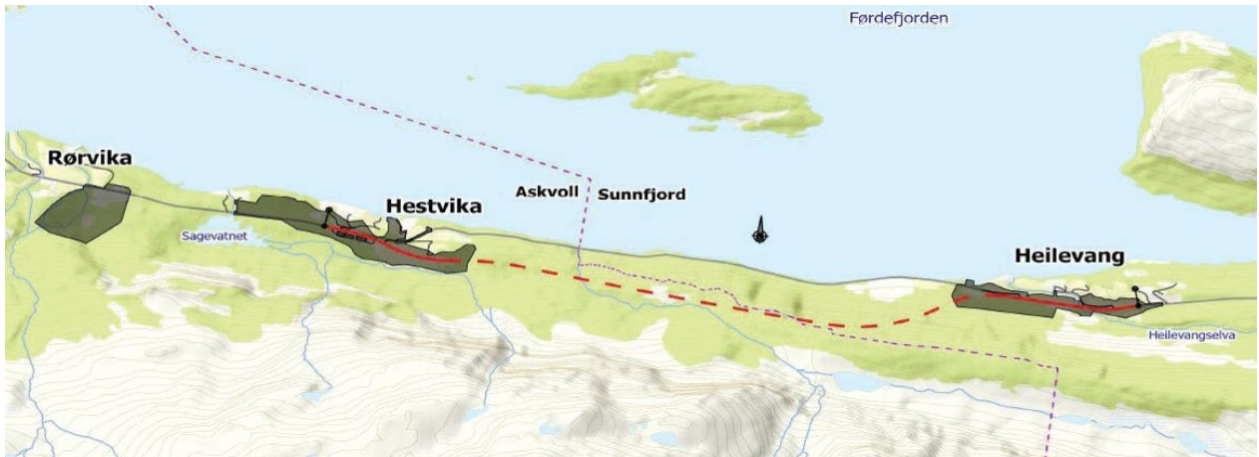 Førdefjorden
Rørvika
Askvoll
Sunnfjord
Hestvika
Sagevatnet
Heilevang
Heilevangselva